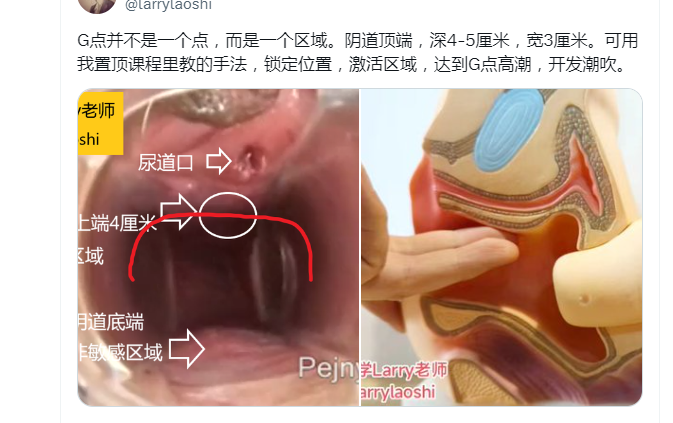 @larrylaoshi
G点并不是一个点，而是一个区域。阴道顶端，深4-5厘米，宽3厘米。可用
我置顶课程里教的手法，锁定位置，激活区域，达到G点高潮，开发潮吹。
y老师
shi
尿道口
上端4厘米
区域
阴道底端
非敏感区域
Pejny
学Larry老师
arrylaoshi